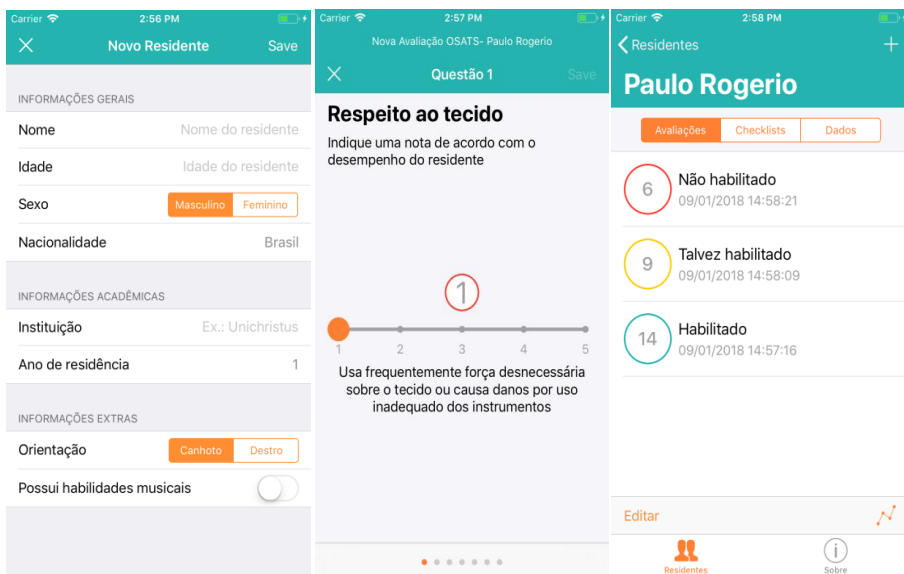 Carrier 2:56 PM
Novo Residente Save
INFORMAÇÕES GERAIS
Nome Nome do residente
Idade Idade do residente
Sexo Masculino Feminino
Nacionalidade Brasil
INFORMAÇÕES ACADÊMICAS
Instituição Ex.: Unichristus
Ano de residência 1
INFORMAÇÕES EXTRAS
Orientação Canhoto Destro
Possui habilidades musicais
Carrier 2:57 PM
Nova Avaliação OSATS- Paulo Rogerio
Questão 1 Save
Respeito ao tecido
Indique uma nota de acordo com o
desempenho do residente
1
1 2 3 4 5
Usa frequentemente força desnecessária
sobre o tecido ou causa danos por uso
inadequado dos instrumentos
Carrier 2:58 PM
Residentes
Paulo Rogerio
Avaliações Checklists Dados
6 Não habilitado
09/01/2018 14:58:21
9 Talvez habilitado
09/01/2018 14:58:09
14 Habilitado
09/01/2018 14:57:16
Editar
Residentes Sobre